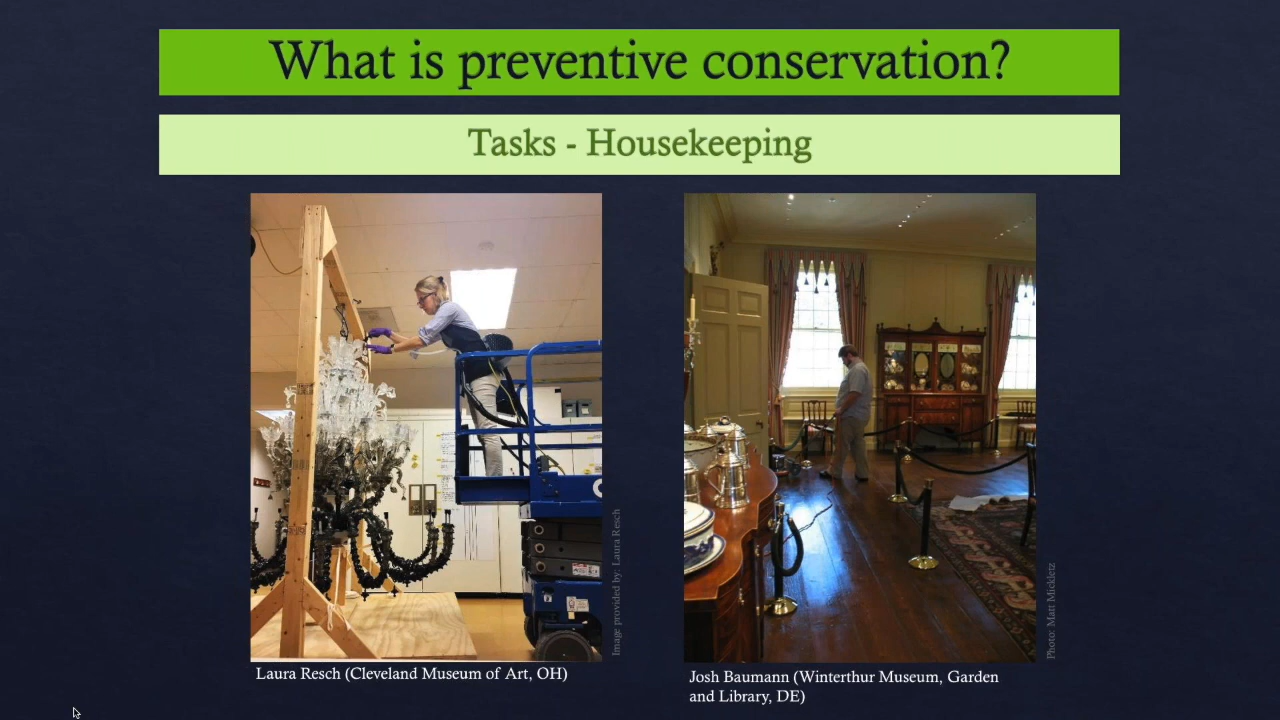 What is preventive conservation?
Tasks - Housekeeping
Image provided by: Laura Resch
Photo: Matt Mickletz
Laura Resch (Cleveland Museum of Art, OH)
Josh Baumann (Winterthur Museum, Garden
and Library, DE)